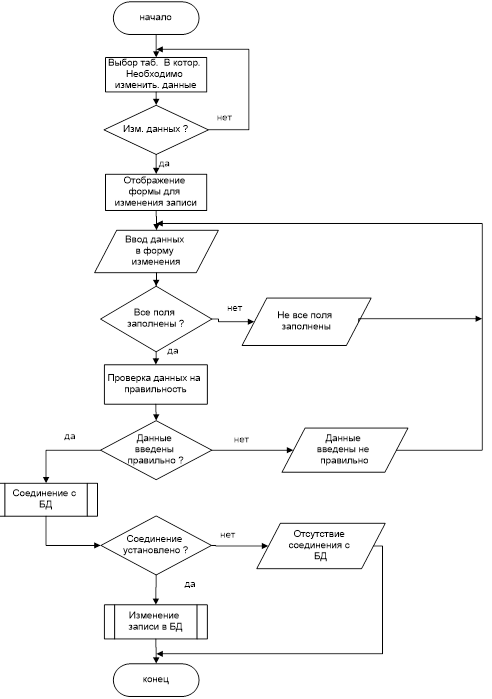 начало
Выбор таб. В котор.
Необходимо
изменить. данные
Изм. данных ?
нет
да
Отображение
формы для
изменения записи
Ввод данных
в форму
изменения
Все поля
заполнены ?
нет
Не все поля
заполнены
да
Проверка данных на
правильность
да
Данные
введены
правильно ?
нет
Данные
введены не
правильно
Соединение с
БД
Соединение
установлено ?
нет
Отсутствие
соединения с
БД
да
Изменение
записи в БД
конец